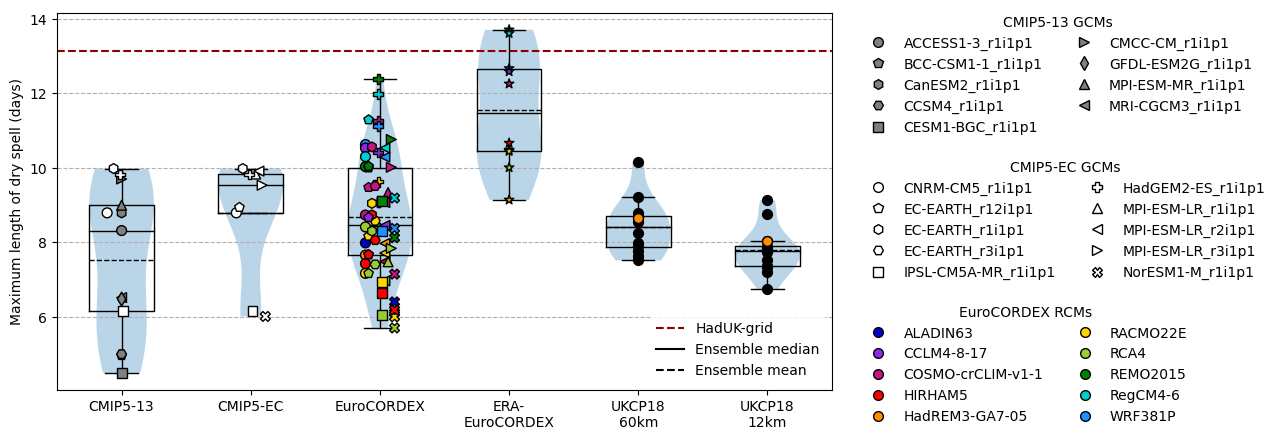 Maximum length of dry spell (days)
14
12
10
8
6
HadUK-grid
Ensemble median
Ensemble mean
CMIP5-13
CMIP5-EC
EuroCORDEX
ERA-
EuroCORDEX
UKCP18
60km
UKCP18
12km
CMIP5-13 GCMs
ACCESS1-3_r1i1p1
BCC-CSM1-1_r1i1p1
CanESM2_r1i1p1
CCSM4_r1i1p1
CESM1-BGC_r1i1p1
CMCC-CM_r1i1p1
GFDL-ESM2G_r1i1p1
MPI-ESM-MR_r1i1p1
MRI-CGCM3_r1i1p1
CMIP5-EC GCMs
CNRM-CM5_r1i1p1
EC-EARTH_r12i1p1
EC-EARTH_r1i1p1
EC-EARTH_r3i1p1
IPSL-CM5A-MR_r1i1p1
HadGEM2-ES_r1i1p1
MPI-ESM-LR_r1i1p1
MPI-ESM-LR_r2i1p1
MPI-ESM-LR_r3i1p1
NorESM1-M_r1i1p1
EuroCORDEX RCMs
ALADIN63
CCLM4-8-17
COSMO-crCLIM-v1-1
HIRHAM5
HadREM3-GA7-05
RACMO22E
RCA4
REMO2015
RegCM4-6
WRF381P